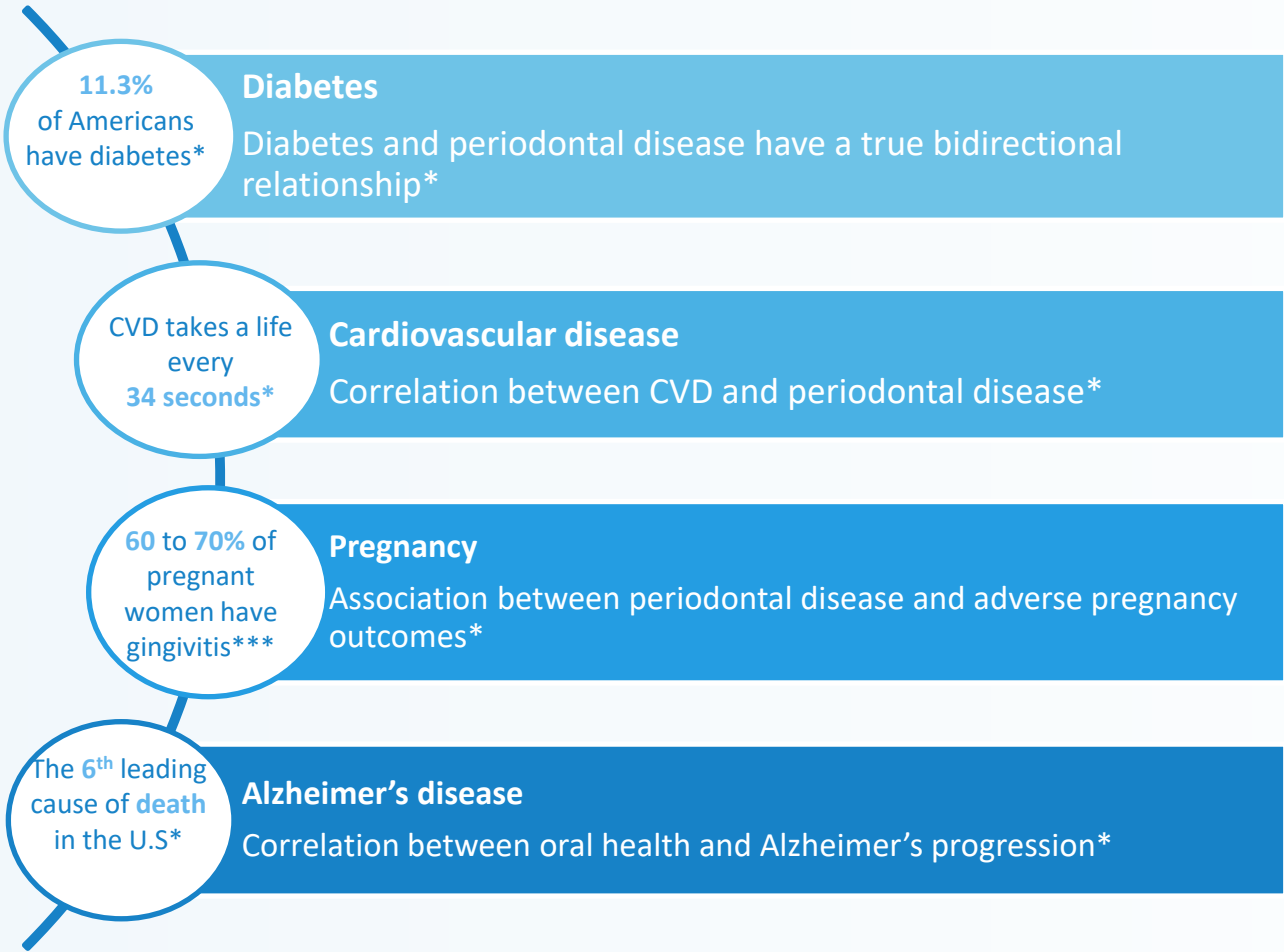 11.3%
of Americans
have diabetes*
Diabetes
Diabetes and periodontal disease have a true bidirectional
relationship*
CVD takes a life
every
34 seconds*
Cardiovascular disease
Correlation between CVD and periodontal disease*
60 to 70% of
pregnant
women have
gingivitis***
Pregnancy
Association between periodontal disease and adverse pregnancy
outcomes*
The 6th leading
cause of death
in the U.S*
Alzheimer’s disease
Correlation between oral health and Alzheimer’s progression*